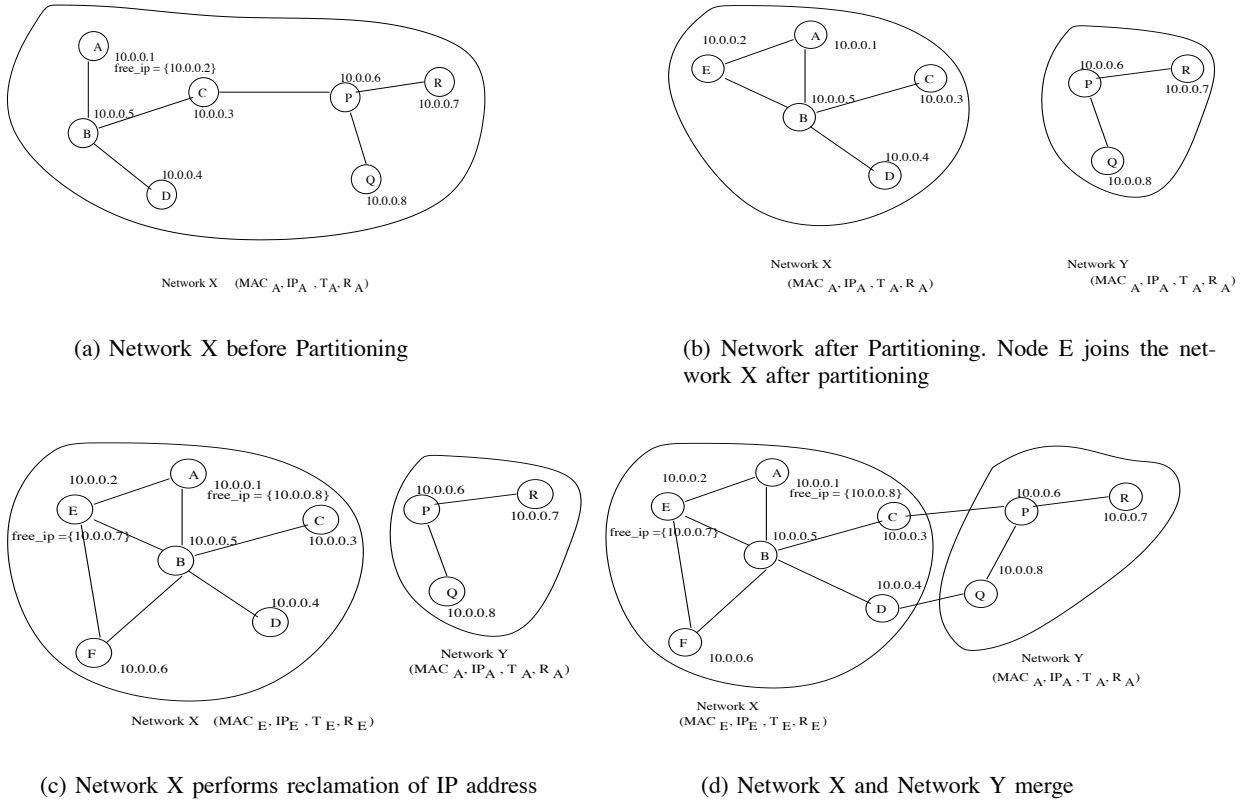 A
10.0.0.1
free_ip = {10.0.0.2}
10.0.0.6
R
C
P
10.0.0.7
10.0.0.5
10.0.0.3
B
10.0.0.4
Q
D
10.0.0.8
Network X (MAC A, IP A , T A, R A)
(a) Network X before Partitioning
10.0.0.2
A
10.0.0.1
E
C
10.0.0.5
10.0.0.3
B
10.0.0.4
D
10.0.0.6
R
P
10.0.0.7
Q
10.0.0.8
Network X
(MAC A, IP A , T A, R A)
Network Y
(MAC A, IP A , T A, R A)
(b) Network after Partitioning. Node E joins the net-
work X after partitioning
10.0.0.2
A
10.0.0.1
free_ip = {10.0.0.8}
E
C
free_ip ={10.0.0.7}
10.0.0.5
10.0.0.3
B
10.0.0.4
D
F
10.0.0.6
10.0.0.6
R
P
10.0.0.7
Q
10.0.0.8
Network Y
(MAC A, IP A , T A, R A)
Network X (MAC E, IP E , T E, R E)
(c) Network X performs reclamation of IP address
10.0.0.2
A
10.0.0.1
free_ip = {10.0.0.8}
E
C
free_ip ={10.0.0.7}
10.0.0.5
10.0.0.3
B
10.0.0.4
D
F
10.0.0.6
10.0.0.6
R
P
10.0.0.7
10.0.0.8
Q
Network Y
(MAC A, IP A , T A, R A)
Network X
(MAC E, IP E , T E, R E)
(d) Network X and Network Y merge